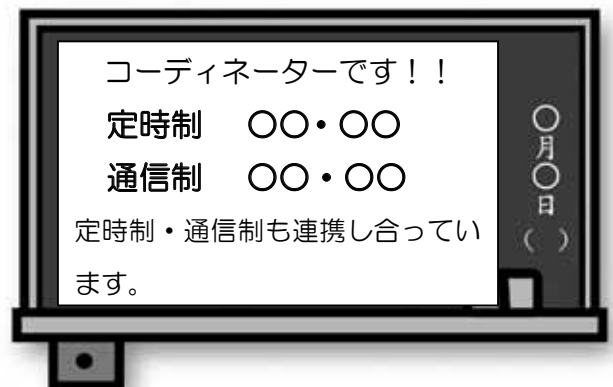 コーディネーターです！！
定時制　〇〇・〇〇
通信制　〇〇・〇〇
定時制・通信制も連携し合ってい
ます。
〇月〇日（　）